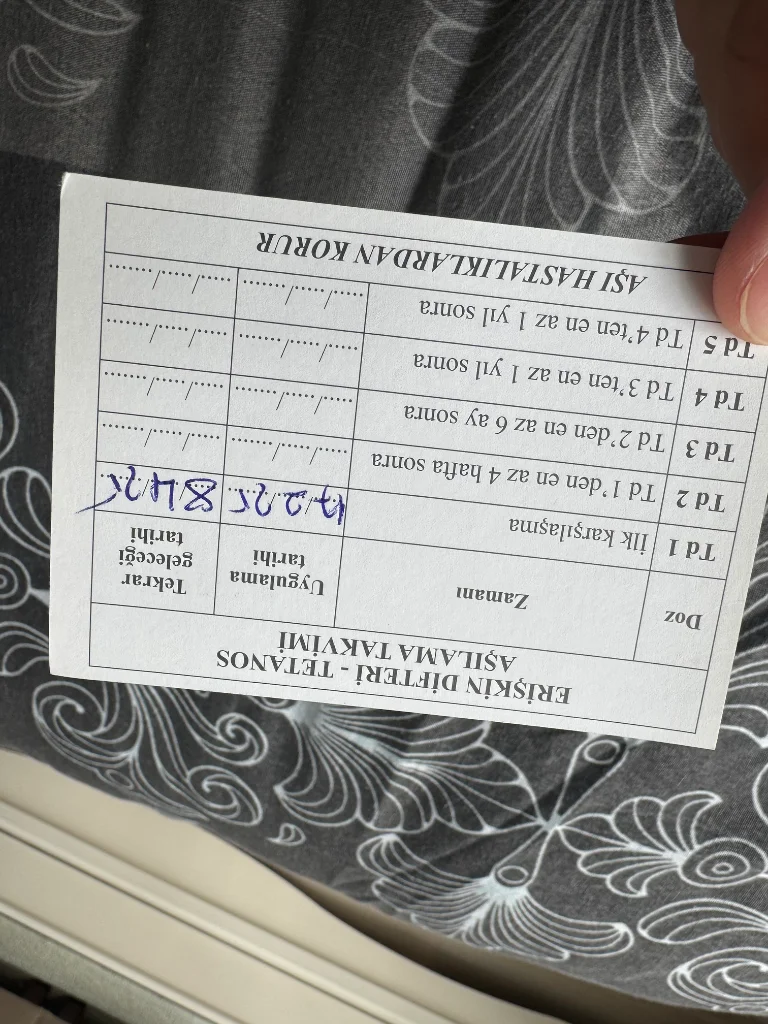 ERİŞKİN DİFTERİ - TETANOS
AŞILAMA TAKVİMİ
Doz Zamanı Uygulama tarihi Tekrar geleceği tarihi
Td 1 İlk karşılaşma 8/4/25
Td 2 Td 1'den en az 4 hafta sonra ...../...../........ ...../...../........
Td 3 Td 2'den en az 6 ay sonra ...../...../........ ...../...../........
Td 4 Td 3'ten en az 1 yıl sonra ...../...../........ ...../...../........
Td 5 Td 4'ten en az 1 yıl sonra ...../...../........ ...../...../........
AŞI HASTALIKLARDAN KORUR